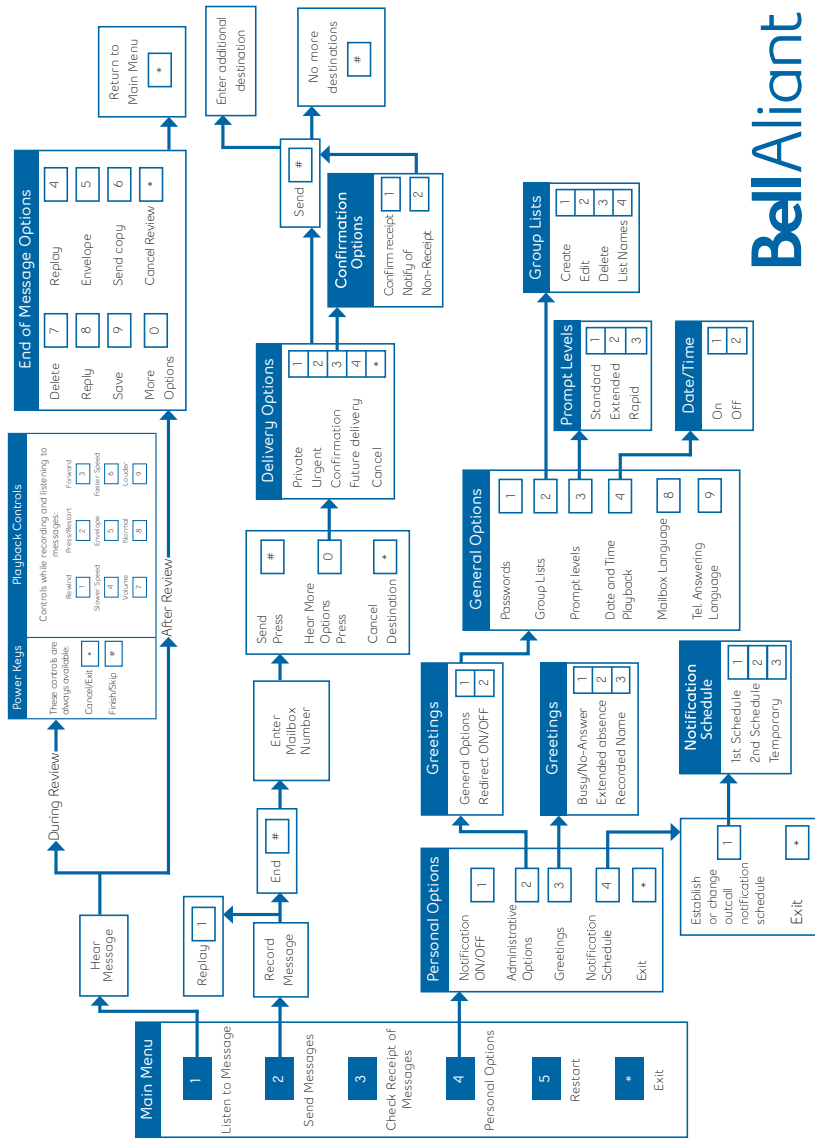 Main Menu
1
Listen to Message
2
Send Messages
3
Check Receipt of
Messages
4
Personal Options
5
Restart
*
Exit
Hear
Message
During Review
After Review
Power Keys
These controls are
always available:
Cancel/Exit
*
Finish/Skip
#
Playback Controls
Controls while recording and listening to
messages:
Rewind
1
Press/Restart
2
Forward
3
Slower Speed
4
Envelope
5
Faster Speed
6
Volume
7
Normal
8
Louder
9
End of Message Options
Delete
7
Replay
4
Reply
8
Envelope
5
Save
9
Send copy
6
More
Options
0
Cancel Review
*
Return to
Main Menu
*
Replay
1
Record
Message
End
#
Enter
Mailbox
Number
Send
Press
#
Hear More
Options
Press
0
Cancel
Destination
*
Delivery Options
Private
1
Urgent
2
Confirmation
3
Future delivery
4
Cancel
*
Confirmation
Options
Confirm receipt
1
Notify of
Non-Receipt
2
Send
#
Enter additional
destination
No more
destinations
#
Personal Options
Notification
ON/OFF
1
Administrative
Options
2
Greetings
3
Notification
Schedule
4
Exit
*
Greetings
General Options
1
Redirect ON/OFF
2
Greetings
Busy/No-Answer
1
Extended absence
2
Recorded Name
3
Establish
or change
outcall
notification
schedule
1
Exit
*
Notification
Schedule
1st Schedule
1
2nd Schedule
2
Temporary
3
General Options
Passwords
1
Group Lists
2
Prompt levels
3
Date and Time
Playback
4
Mailbox Language
8
Tel. Answering
Language
9
Group Lists
Create
1
Edit
2
Delete
3
List Names
4
Prompt Levels
Standard
1
Extended
2
Rapid
3
Date/Time
On
1
Off
2
BellAliant